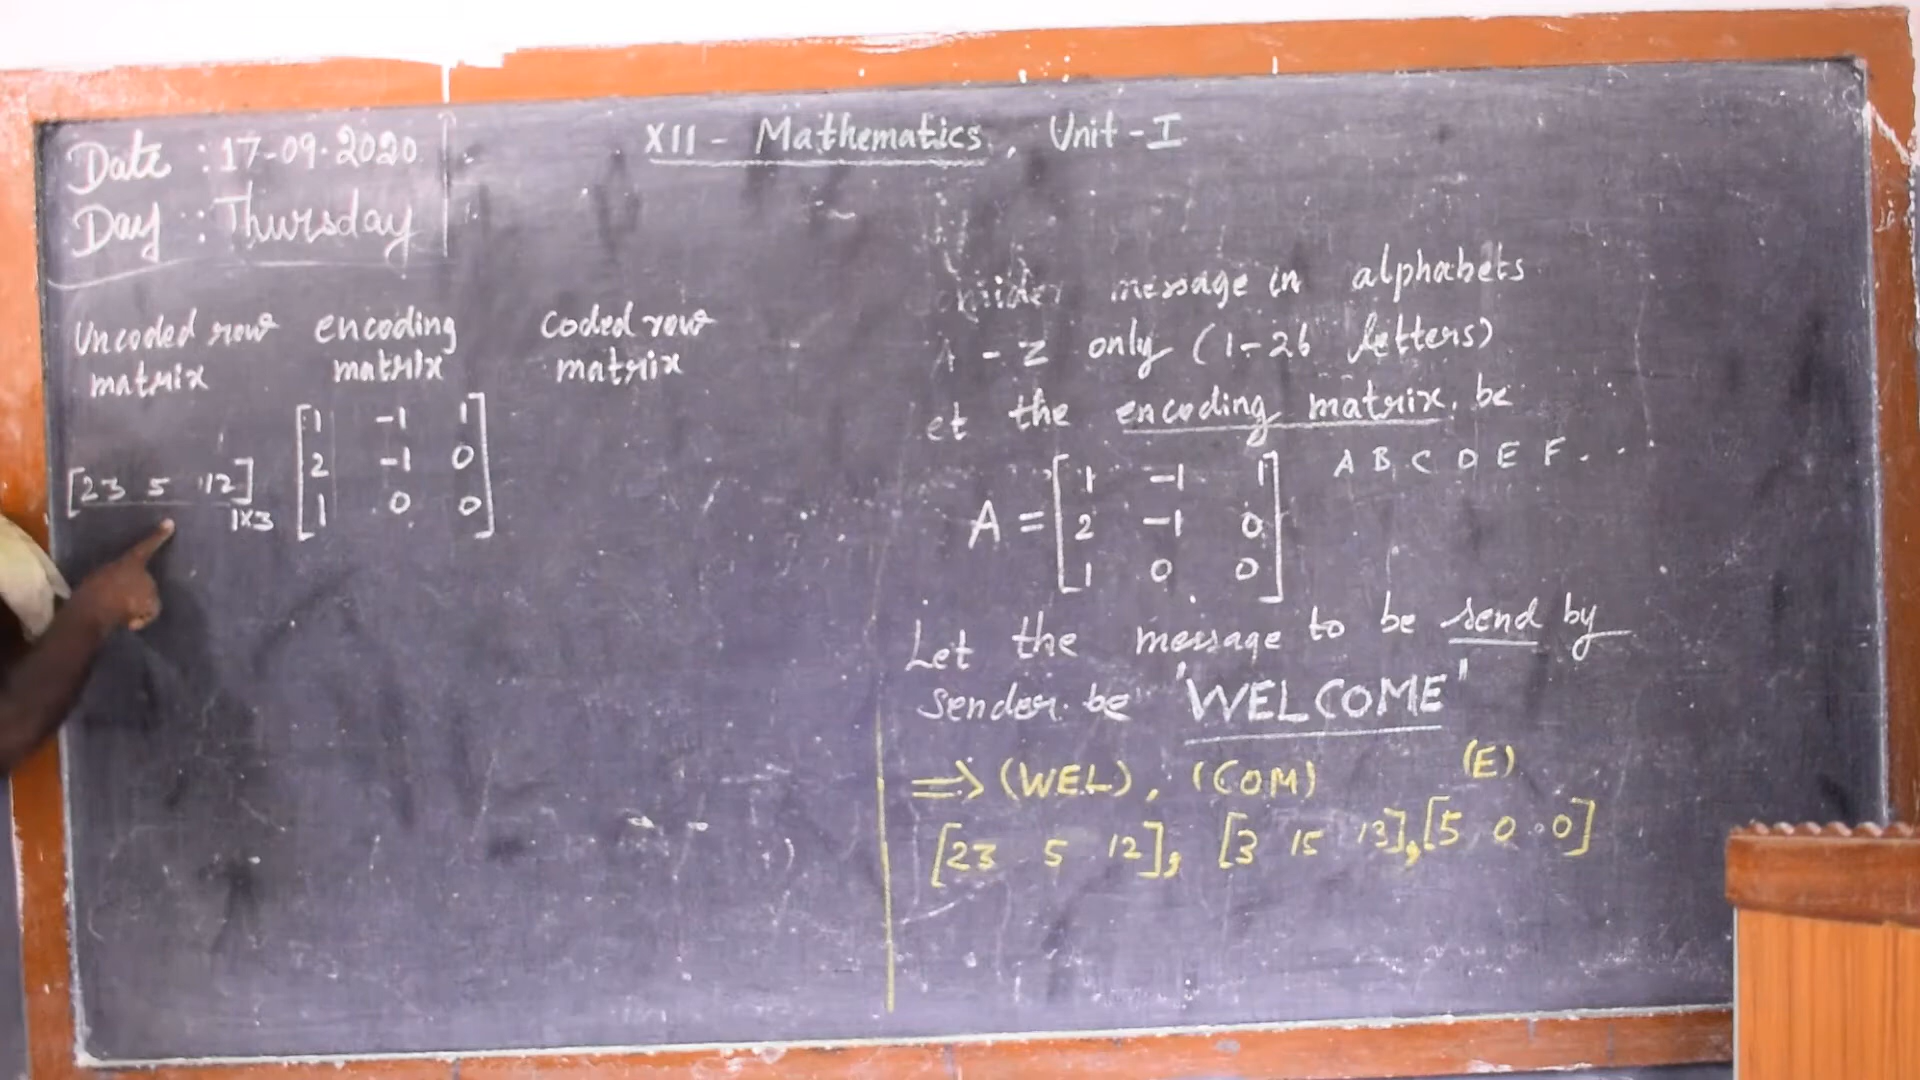 Date : 17-09-2020
Day : Thursday
XII - Mathematics, Unit - I
Uncoded row matrix
encoding matrix
Coded row matrix
[23 5 12] 1×3
[1 -1 1
2 -1 0
1 0 0]
message in alphabets
A - Z only (1-26 letters)
et the encoding matrix be
A = [1 -1 1
2 -1 0
1 0 0]
A B C D E F . . .
Let the message to be send by
Sender be "WELCOME"
⇒ (WEL), (COM) (E)
[23 5 12], [3 15 13], [5 0 0]